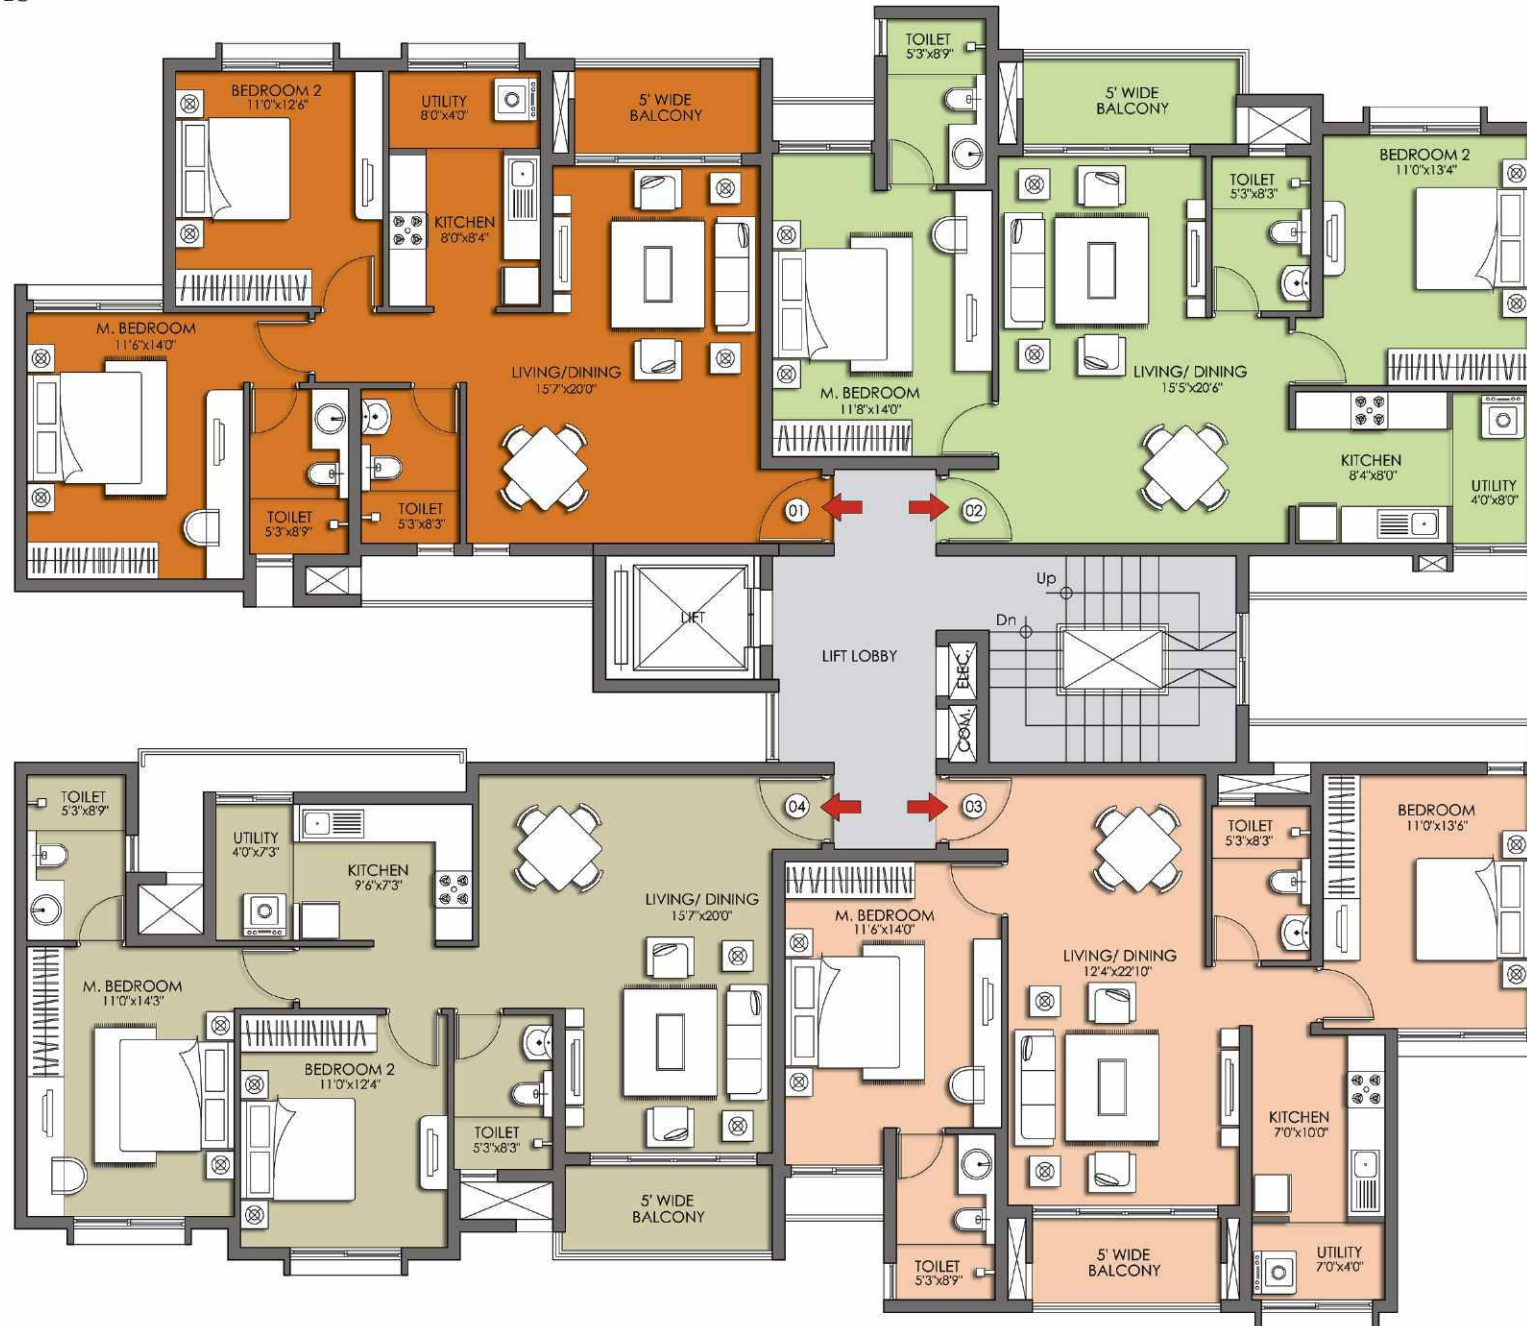 BEDROOM 2
11'0"x12'6"
UTILITY
8'0"x4'0"
5' WIDE
BALCONY
KITCHEN
8'0"x8'4"
M. BEDROOM
11'6"x14'0"
LIVING/DINING
15'7"x20'0"
TOILET
5'3"x8'9"
TOILET
5'3"x8'3"
01
TOILET
5'3"x8'9"
5' WIDE
BALCONY
TOILET
5'3"x8'3"
BEDROOM 2
11'0"x13'4"
M. BEDROOM
11'8"x14'0"
LIVING/ DINING
15'5"x20'6"
KITCHEN
8'4"x8'0"
UTILITY
4'0"x8'0"
02
LIFT
LIFT LOBBY
Up
Dn
ELEC.
COM.
TOILET
5'3"x8'9"
UTILITY
4'0"x7'3"
KITCHEN
9'6"x7'3"
04
LIVING/ DINING
15'7"x20'0"
M. BEDROOM
11'0"x14'3"
BEDROOM 2
11'0"x12'4"
TOILET
5'3"x8'3"
5' WIDE
BALCONY
03
TOILET
5'3"x8'3"
BEDROOM
11'0"x13'6"
M. BEDROOM
11'6"x14'0"
LIVING/ DINING
12'4"x22'10"
KITCHEN
7'0"x10'0"
TOILET
5'3"x8'9"
5' WIDE
BALCONY
UTILITY
7'0"x4'0"